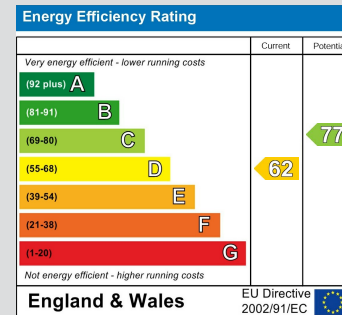 Energy Efficiency Rating
Current
Very energy efficient - lower running costs
(92 plus) A
(81-91) B
(69-80) C
77
(55-68) D
62
(39-54) E
(21-38) F
(1-20) G
Not energy efficient - higher running costs
England & Wales
EU Directive
2002/91/EC